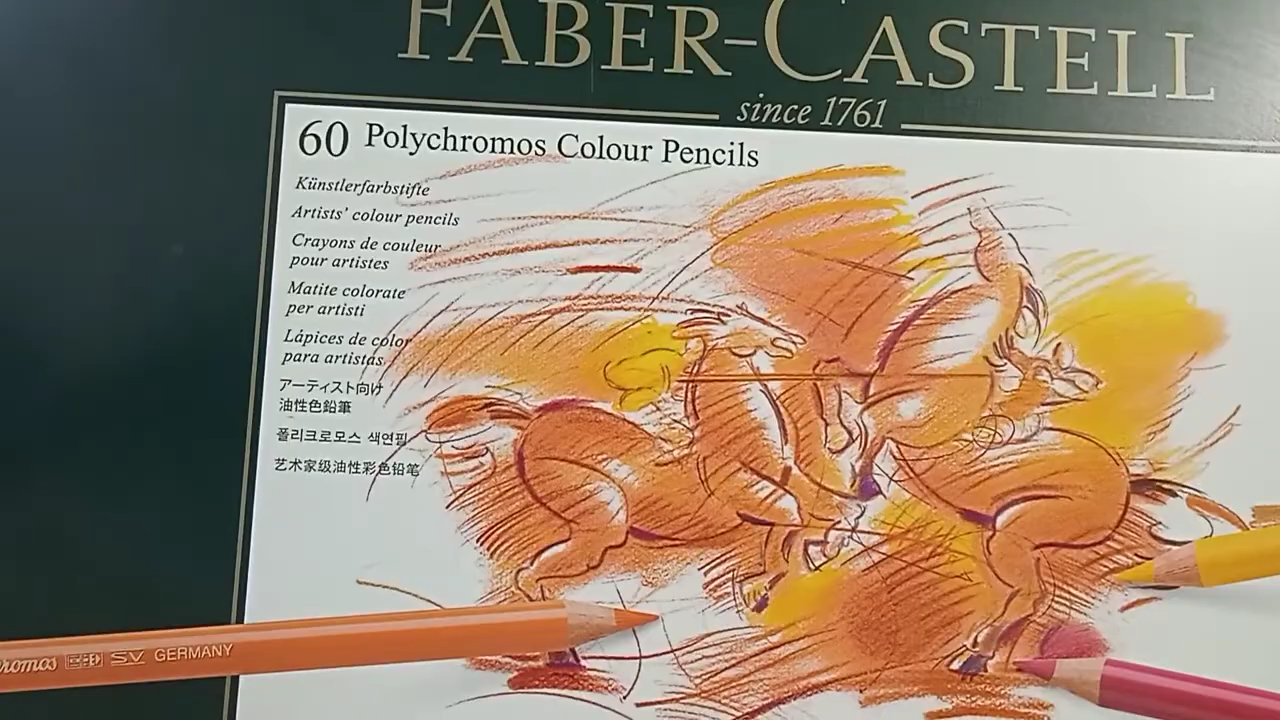 FABER-CASTELL
since 1761
60 Polychromos Colour Pencils
Künstlerfarbstifte
Artists' colour pencils
Crayons de couleur
pour artistes
Matite colorate
per artisti
Lápices de color
para artistas
アーティスト向け
油性色鉛筆
폴리크로모스 색연필
艺术家级油性彩色铅笔
SV GERMANY